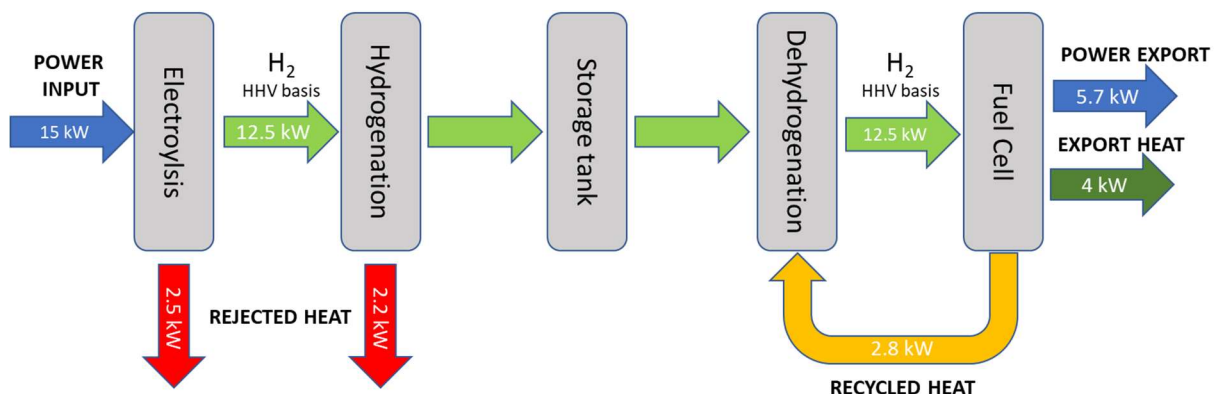 POWER
INPUT
15 kW
Electroylsis
H₂
HHV basis
12.5 kW
Hydrogenation
Storage tank
Dehydrogenation
H₂
HHV basis
12.5 kW
Fuel Cell
POWER EXPORT
5.7 kW
EXPORT HEAT
4 kW
2.5 kW
REJECTED HEAT
2.2 kW
2.8 kW
RECYCLED HEAT